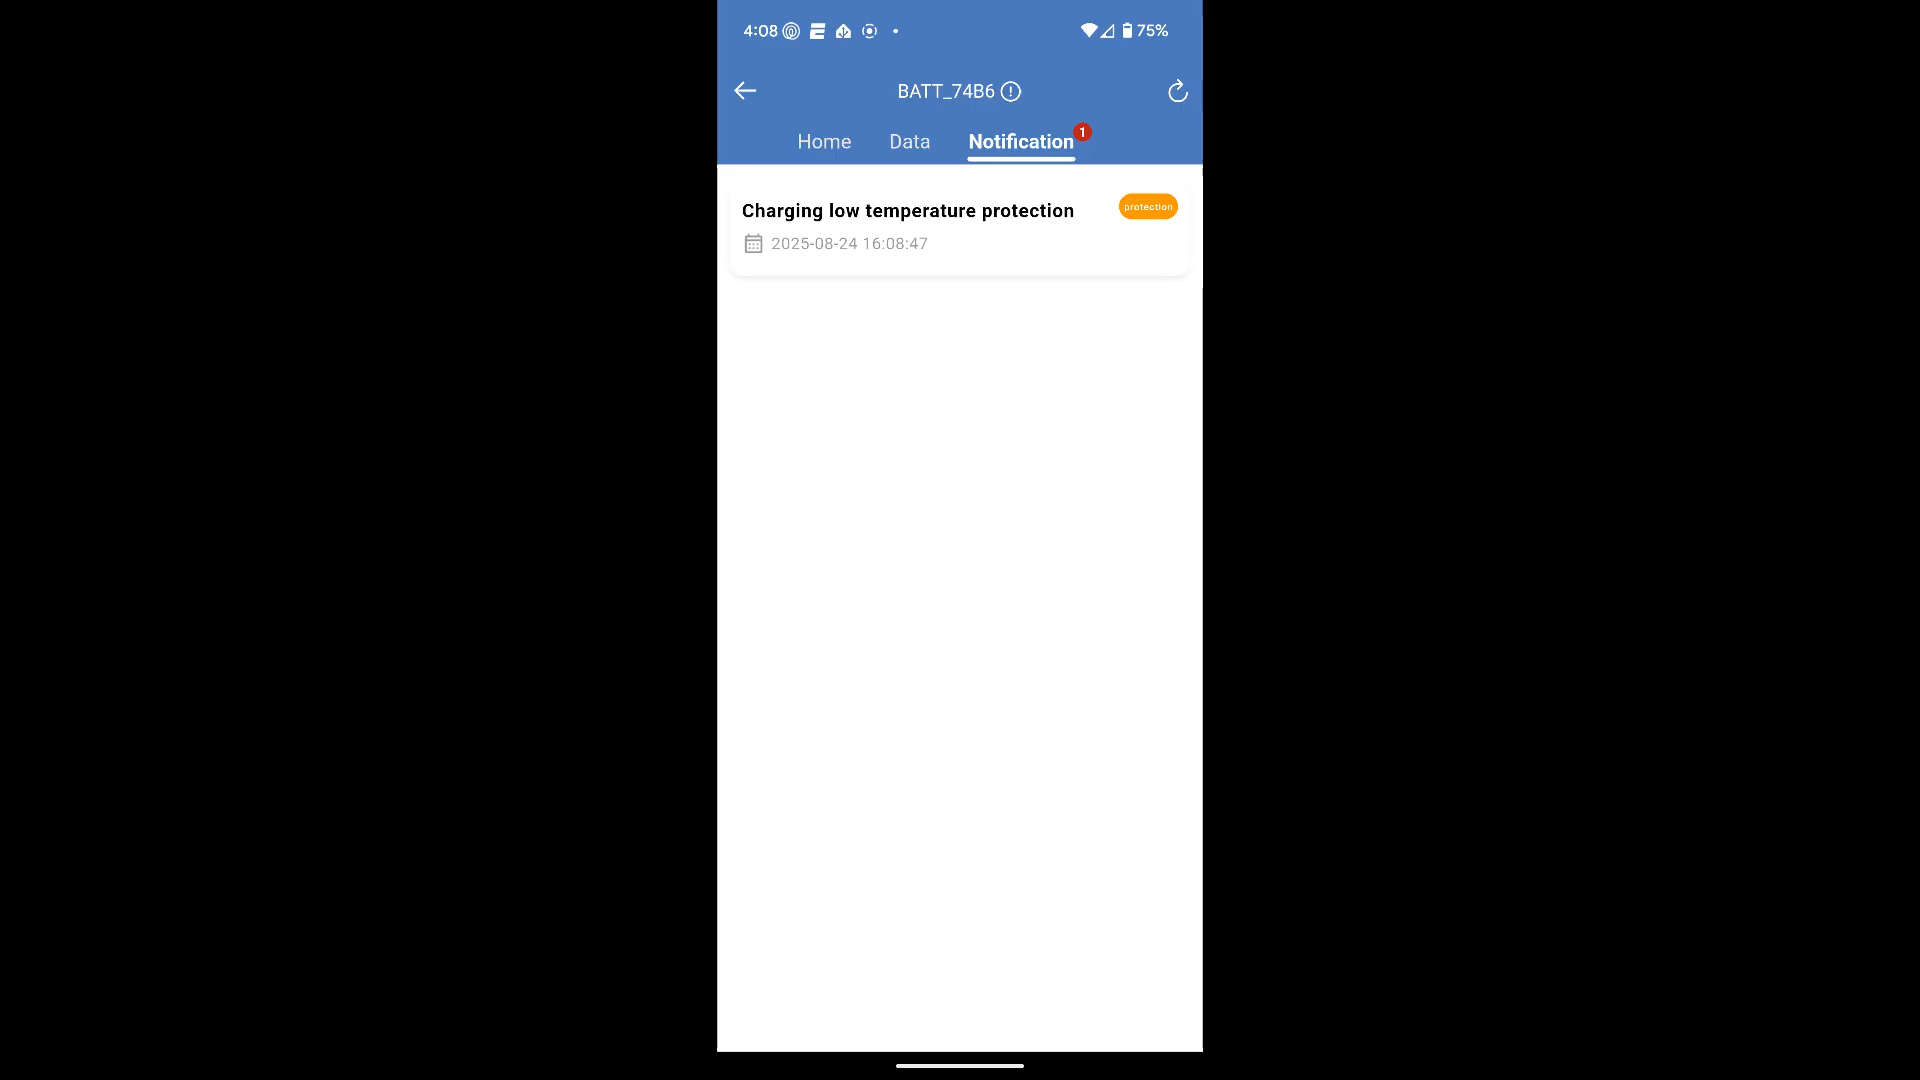 4:08
75%
BATT_74B6
Home Data Notification 1
Charging low temperature protection
protection
2025-08-24 16:08:47